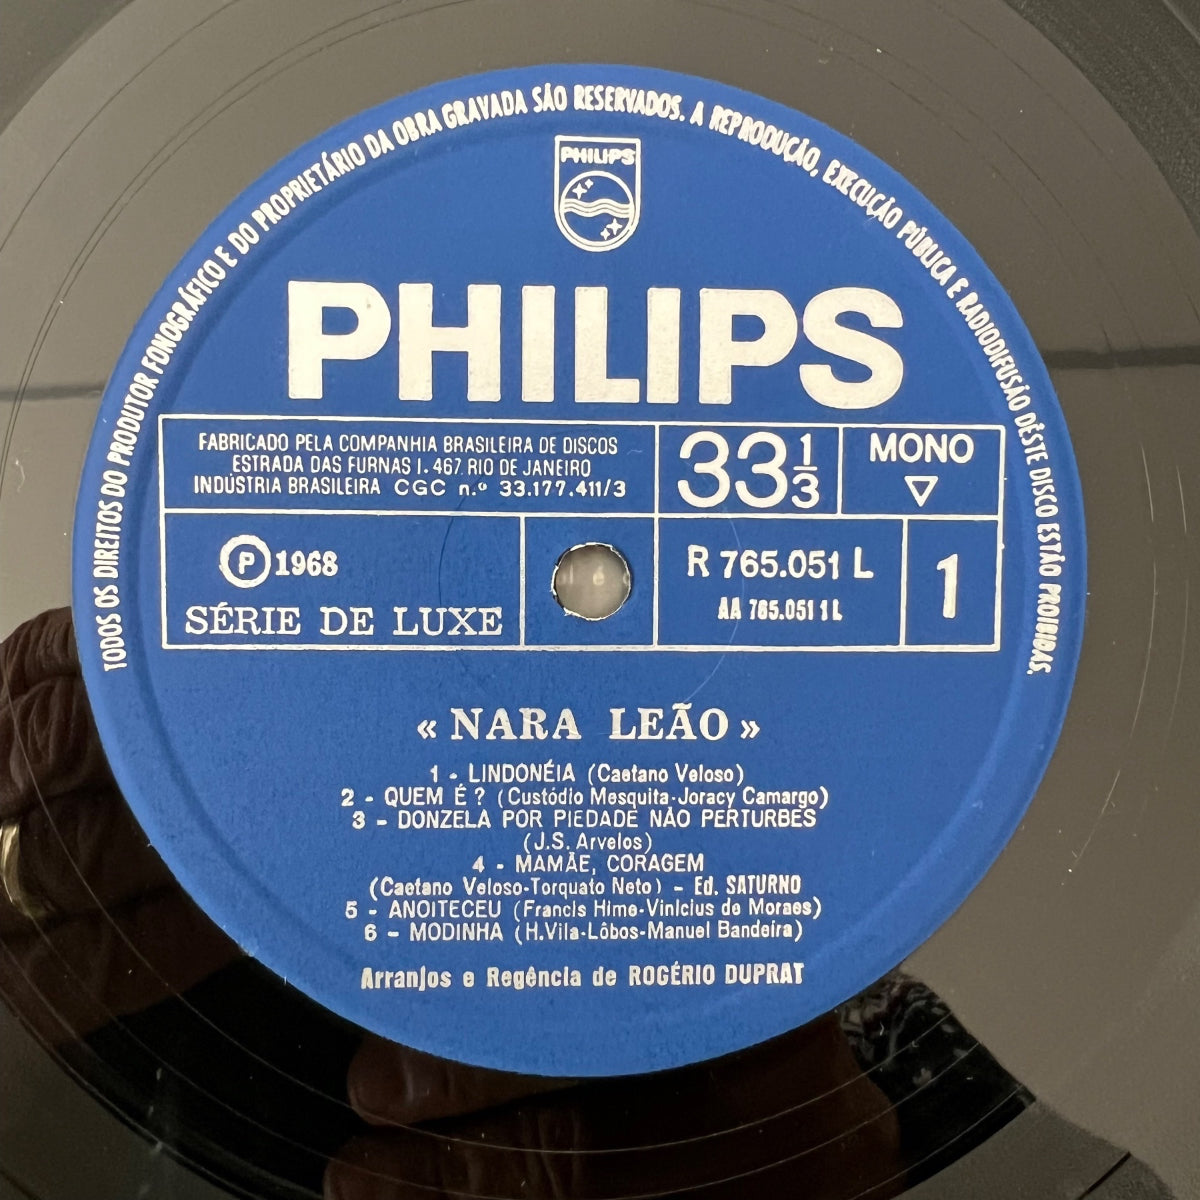 TODOS OS DIREITOS DO PRODUTOR FONOGRÁFICO E DO PROPRIETÁRIO DA OBRA GRAVADA SÃO RESERVADOS. A REPRODUÇÃO, EXECUÇÃO PÚBLICA E RADIODIFUSÃO DÊSTE DISCO ESTÃO PROIBIDAS.
PHILIPS
PHILIPS
FABRICADO PELA COMPANHIA BRASILEIRA DE DISCOS
ESTRADA DAS FURNAS 1.467 RIO DE JANEIRO
INDÚSTRIA BRASILEIRA CGC n.º 33.177.411/3
33 1/3
MONO
℗ 1968
SÉRIE DE LUXE
R 765.051 L
AA 765.051 1 L
1
« NARA LEÃO »
1 - LINDONÉIA (Caetano Veloso)
2 - QUEM É ? (Custódio Mesquita-Joracy Camargo)
3 - DONZELA POR PIEDADE NÃO PERTURBES
(J.S. Arvelos)
4 - MAMÃE, CORAGEM
(Caetano Veloso-Torquato Neto) - Ed. SATURNO
5 - ANOITECEU (Francis Hime-Vinicius de Moraes)
6 - MODINHA (H.Vila-Lôbos-Manuel Bandeira)
Arranjos e Regência de ROGÉRIO DUPRAT